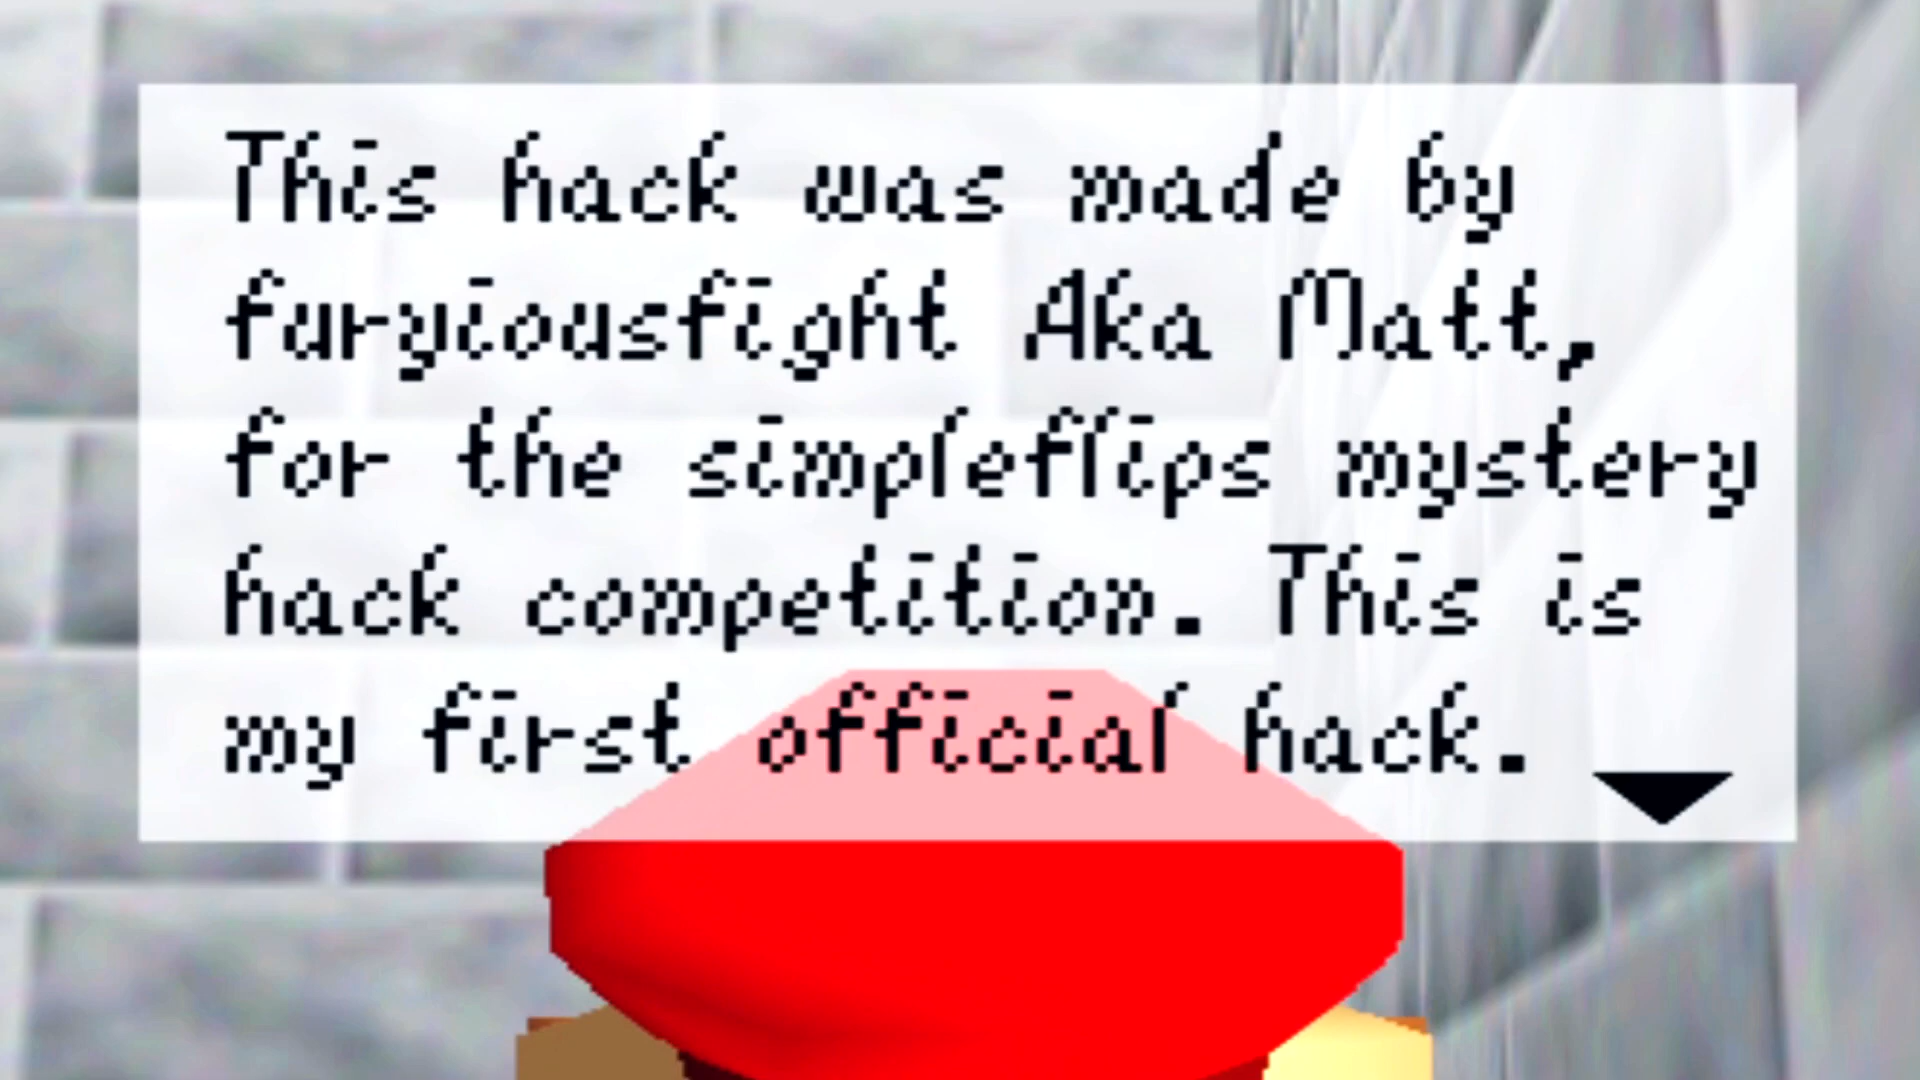 This hack was made by
furyiousfight Aka Matt,
for the simpleflips mystery
hack competition. This is
my first official hack.